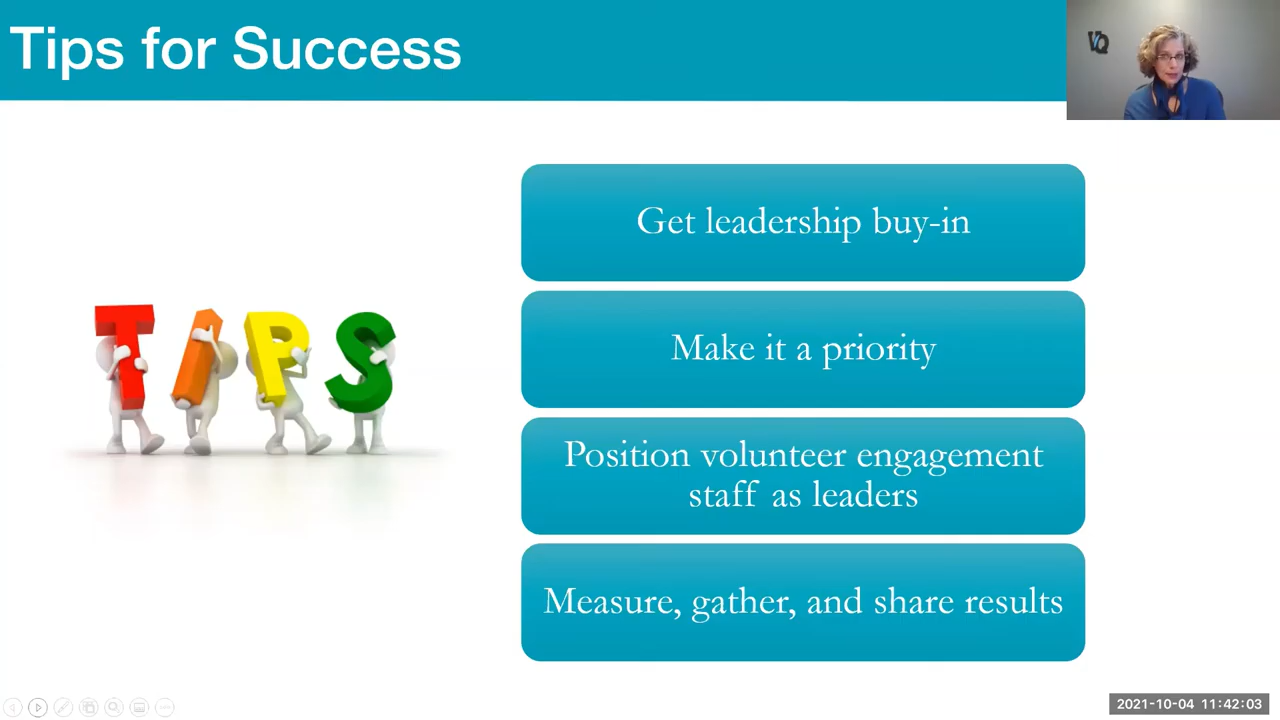 Tips for Success
VQ
Get leadership buy-in
Make it a priority
TIPS
Position volunteer engagement
staff as leaders
Measure, gather, and share results
2021-10-04 11:42:03